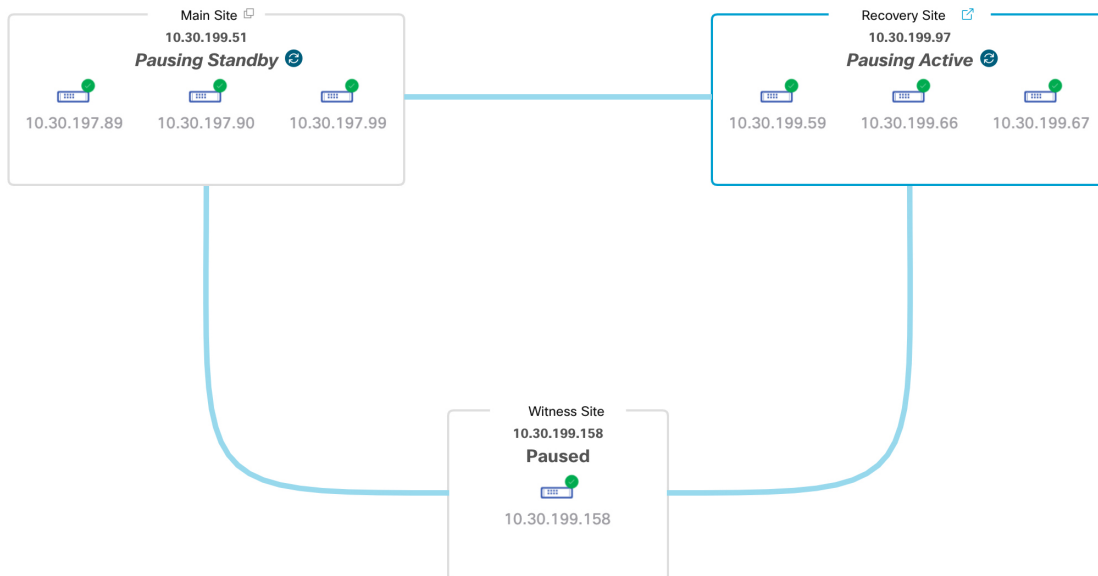 Main Site
10.30.199.51
Pausing Standby
10.30.197.89 10.30.197.90 10.30.197.99
Recovery Site
10.30.199.97
Pausing Active
10.30.199.59 10.30.199.66 10.30.199.67
Witness Site
10.30.199.158
Paused
10.30.199.158